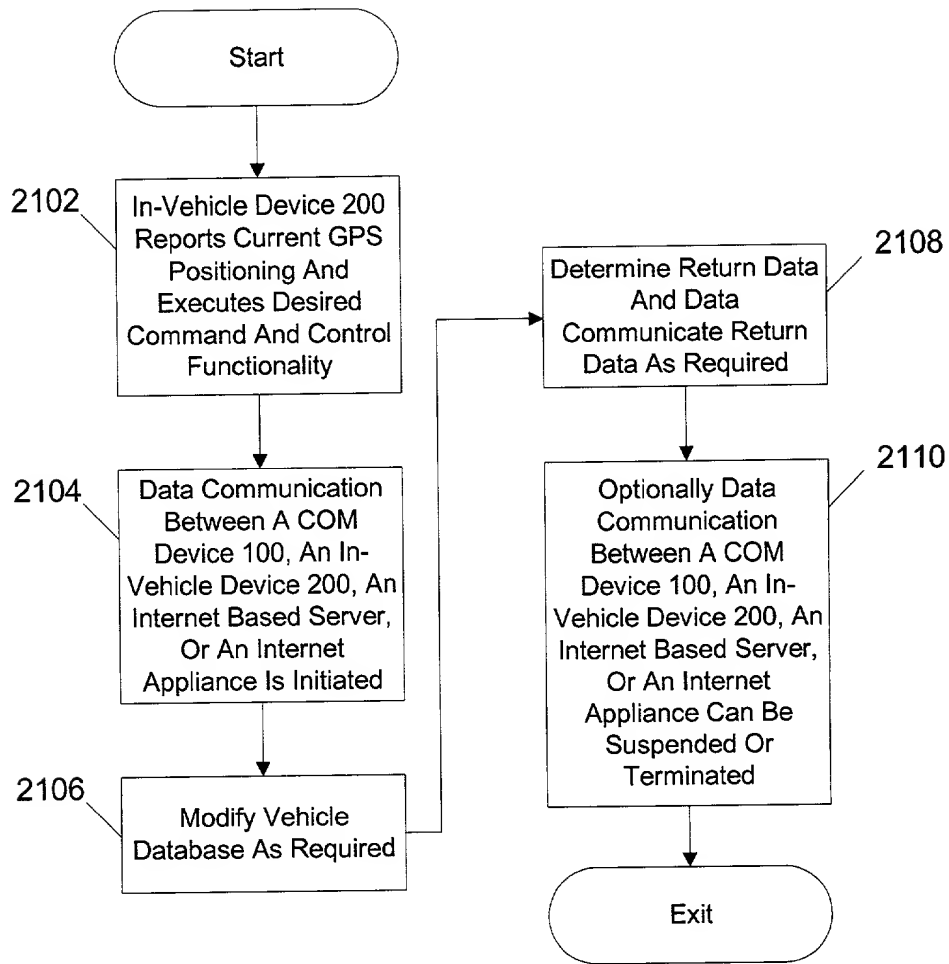 Start
2102
In-Vehicle Device 200
Reports Current GPS
Positioning And
Executes Desired
Command And Control
Functionality
2104
Data Communication
Between A COM
Device 100, An In-
Vehicle Device 200, An
Internet Based Server,
Or An Internet
Appliance Is Initiated
2106
Modify Vehicle
Database As Required
2108
Determine Return Data
And Data
Communicate Return
Data As Required
2110
Optionally Data
Communication
Between A COM
Device 100, An In-
Vehicle Device 200, An
Internet Based Server,
Or An Internet
Appliance Can Be
Suspended Or
Terminated
Exit